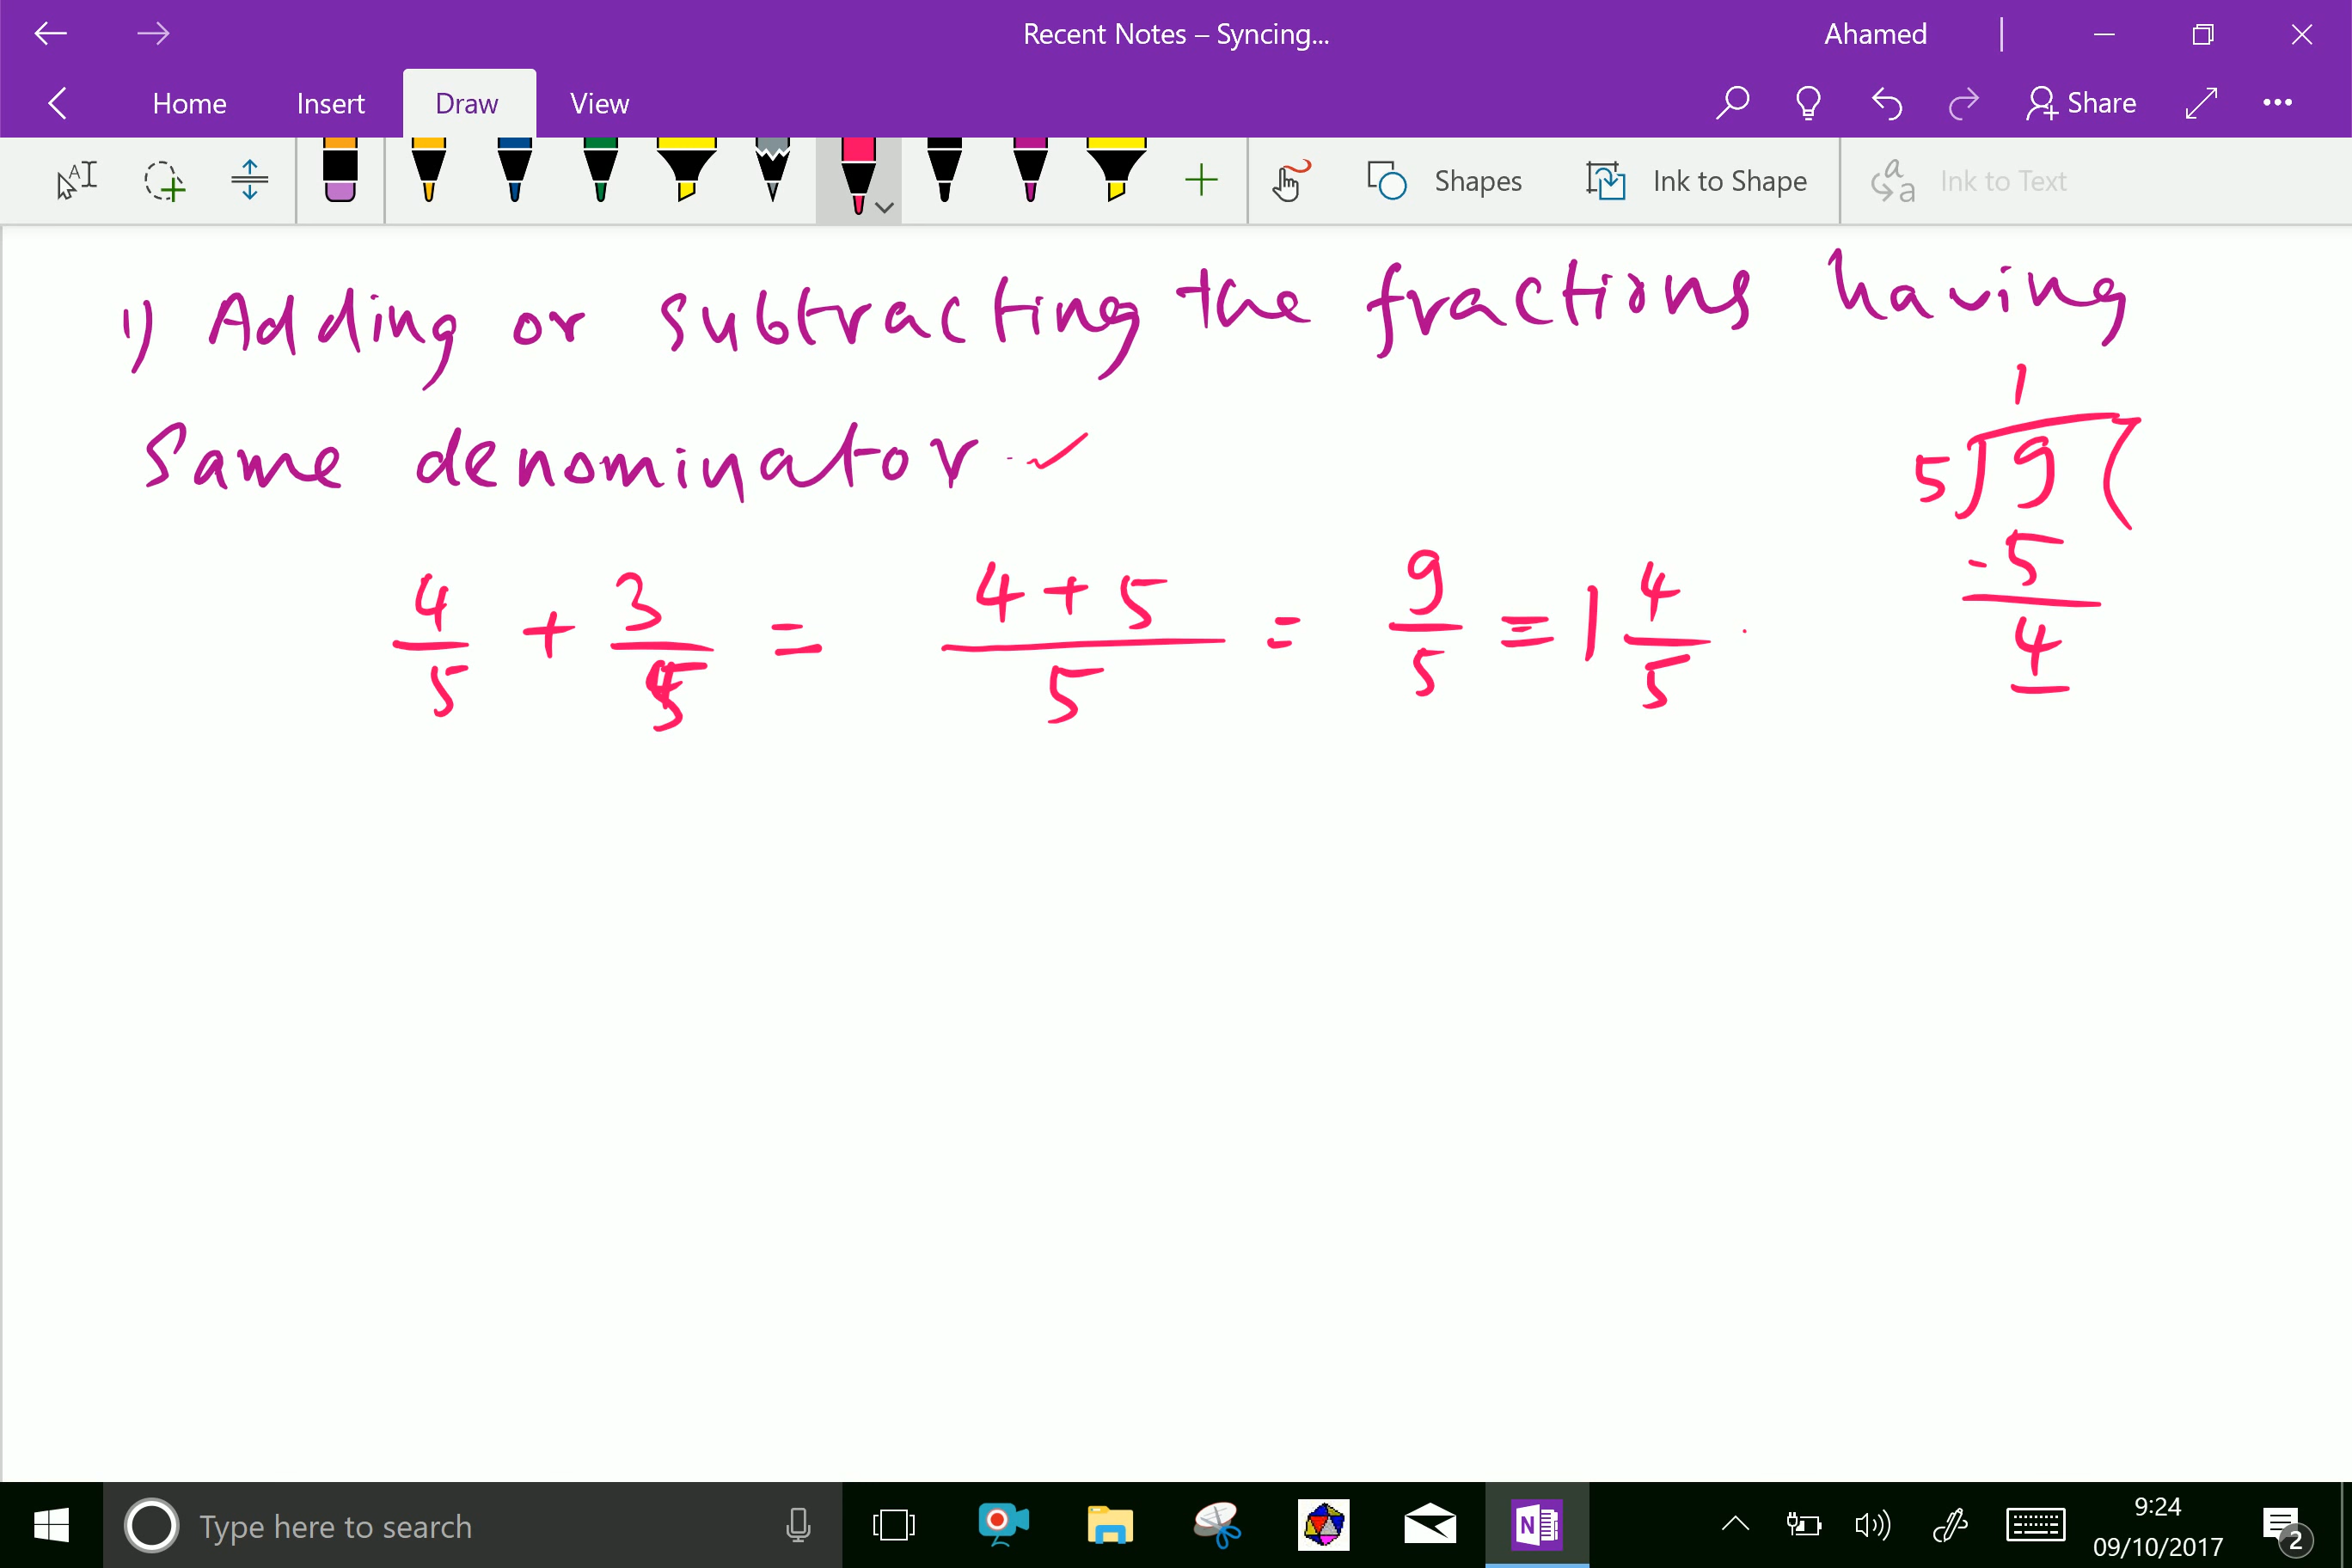 Recent Notes – Syncing...
Ahamed
Home Insert Draw View
Share
Shapes Ink to Shape Ink to Text
1) Adding or subtracting the fractions having
Same denominator
4/5 + 3/5 = 4+5/5 = 9/5 = 1 4/5
1
5 9
-5
4
Type here to search
9:24
09/10/2017
2